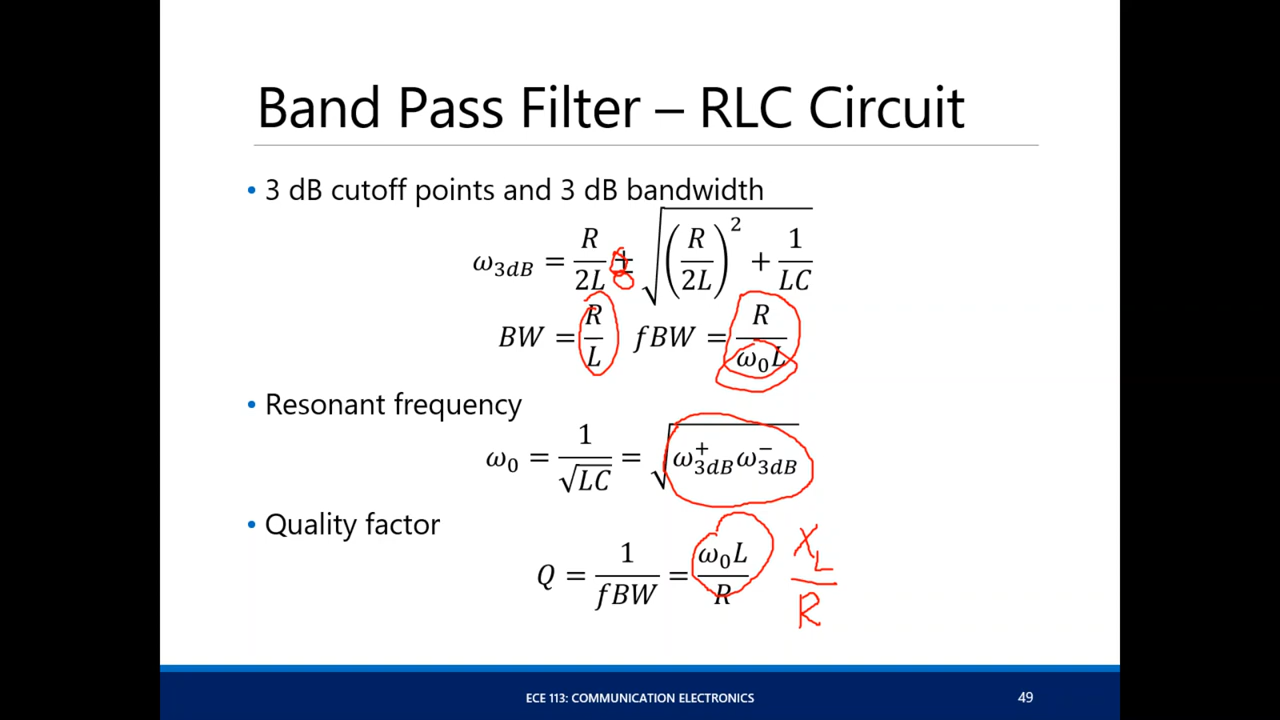 Band Pass Filter – RLC Circuit
• 3 dB cutoff points and 3 dB bandwidth
ω₃dB = R/2L ± √((R/2L)² + 1/LC)
BW = R/L fBW = R/ω₀L
• Resonant frequency
ω₀ = 1/√LC = √ω⁺₃dBω⁻₃dB
• Quality factor
Q = 1/fBW = ω₀L/R X_L/R
ECE 113: COMMUNICATION ELECTRONICS 49